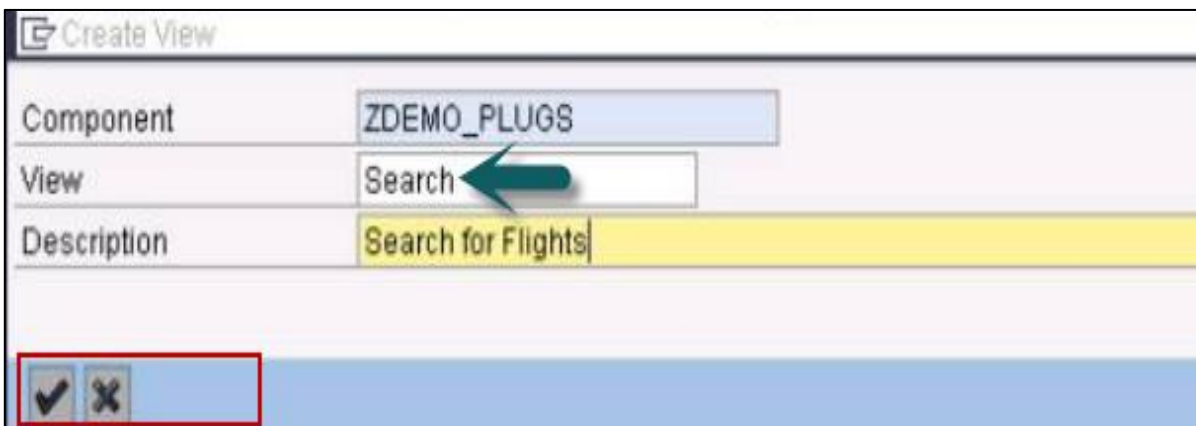 Create View
Component ZDEMO_PLUGS
View Search
Description Search for Flights